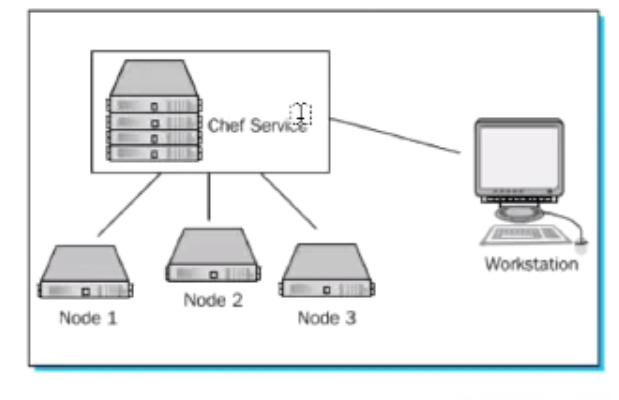 Chef Service
Workstation
Node 1
Node 2
Node 3